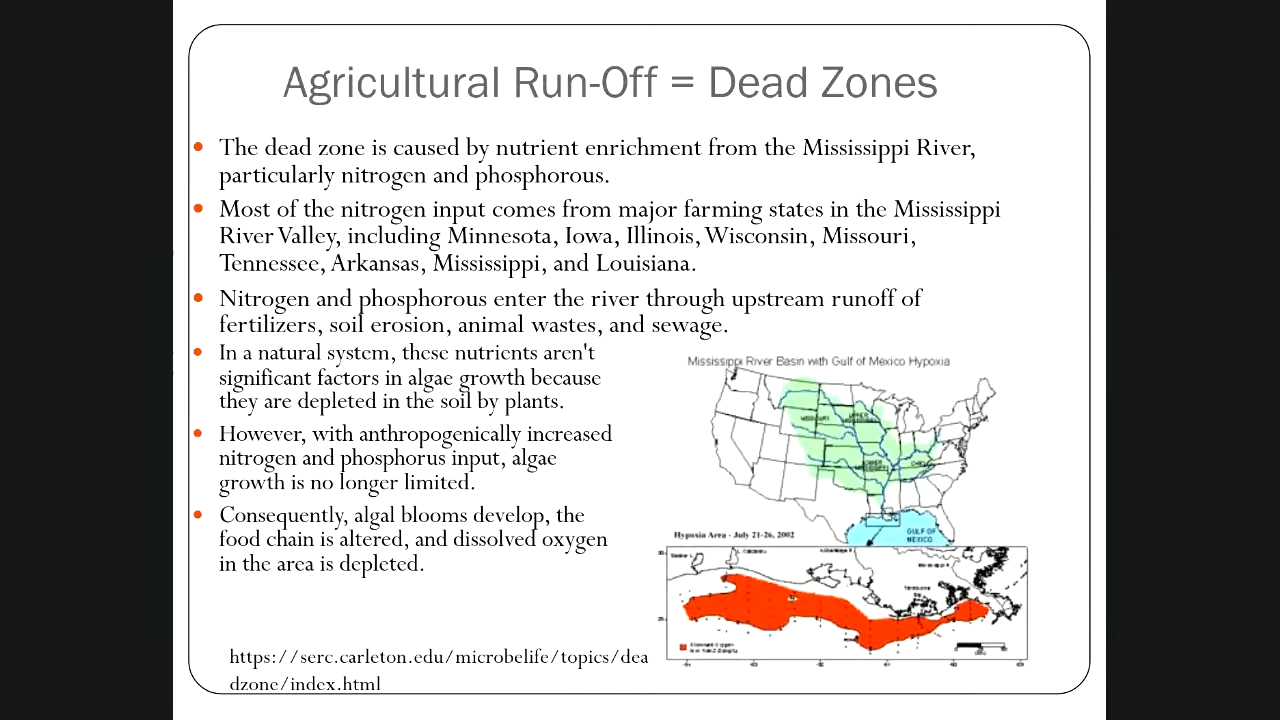 Agricultural Run-Off = Dead Zones
The dead zone is caused by nutrient enrichment from the Mississippi River,
particularly nitrogen and phosphorous.
Most of the nitrogen input comes from major farming states in the Mississippi
River Valley, including Minnesota, Iowa, Illinois, Wisconsin, Missouri,
Tennessee, Arkansas, Mississippi, and Louisiana.
Nitrogen and phosphorous enter the river through upstream runoff of
fertilizers, soil erosion, animal wastes, and sewage.
In a natural system, these nutrients aren't
significant factors in algae growth because
they are depleted in the soil by plants.
However, with anthropogenically increased
nitrogen and phosphorus input, algae
growth is no longer limited.
Consequently, algal blooms develop, the
food chain is altered, and dissolved oxygen
in the area is depleted.
Mississippi River Basin with Gulf of Mexico Hypoxia
GULF OF
MEXICO
Hypoxia Area - July 21-26, 2002
https://serc.carleton.edu/microbelife/topics/dea
dzone/index.html